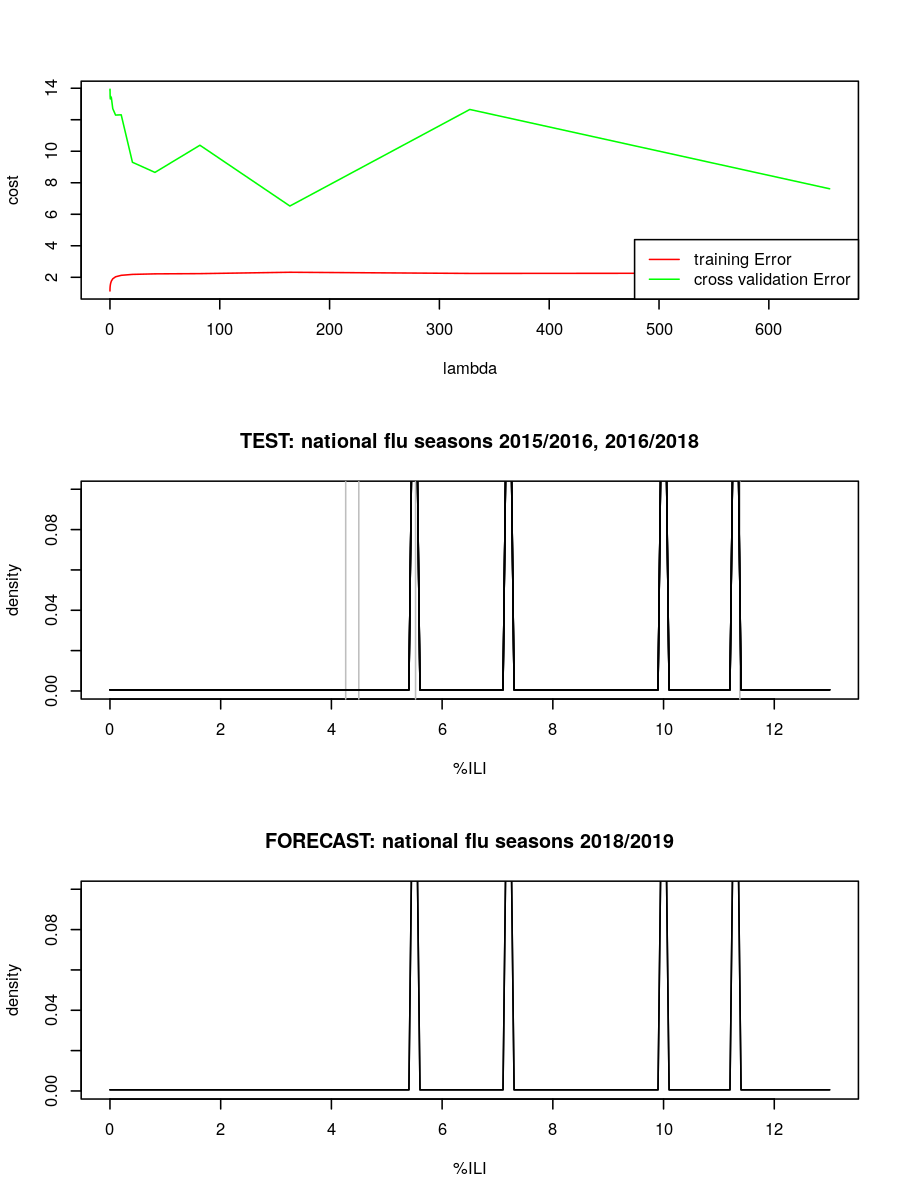 cost
14
10
8
6
4
2
training Error
cross validation Error
0 100 200 300 400 500 600
lambda
TEST: national flu seasons 2015/2016, 2016/2018
density
0.08
0.04
0.00
0 2 4 6 8 10 12
%ILI
FORECAST: national flu seasons 2018/2019
density
0.08
0.04
0.00
0 2 4 6 8 10 12
%ILI